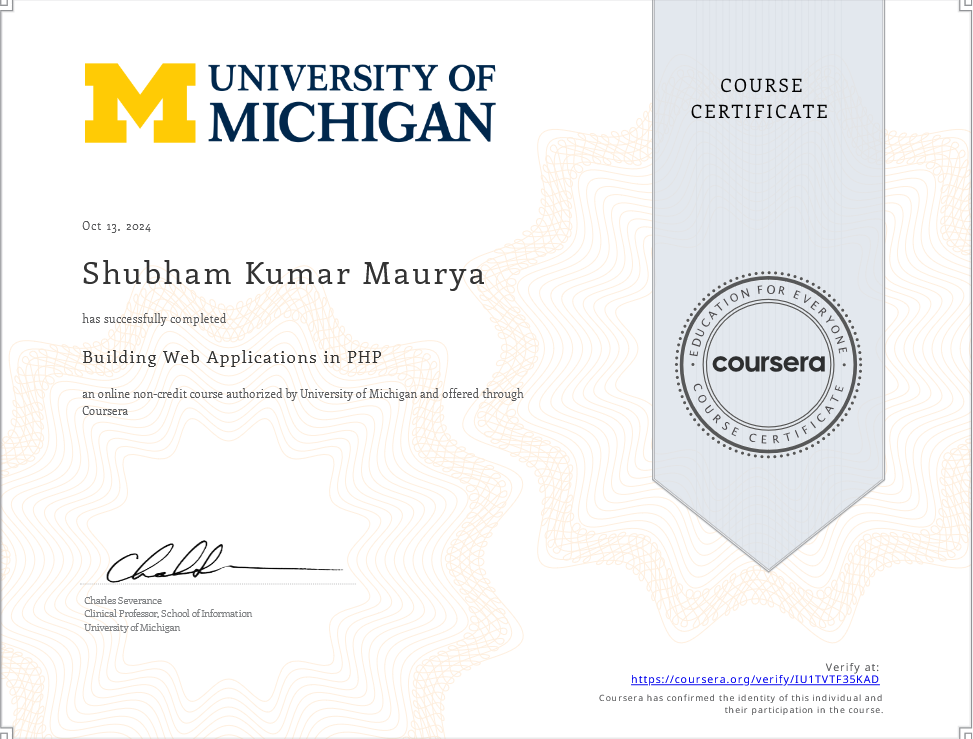 UNIVERSITY OF
MICHIGAN
COURSE
CERTIFICATE
Oct 13, 2024
Shubham Kumar Maurya
has successfully completed
Building Web Applications in PHP
an online non-credit course authorized by University of Michigan and offered through
Coursera
EDUCATION FOR EVERYONE
coursera
COURSE CERTIFICATE
Charles Severance
Clinical Professor, School of Information
University of Michigan
Verify at:
https://coursera.org/verify/IU1TVTF35KAD
Coursera has confirmed the identity of this individual and
their participation in the course.